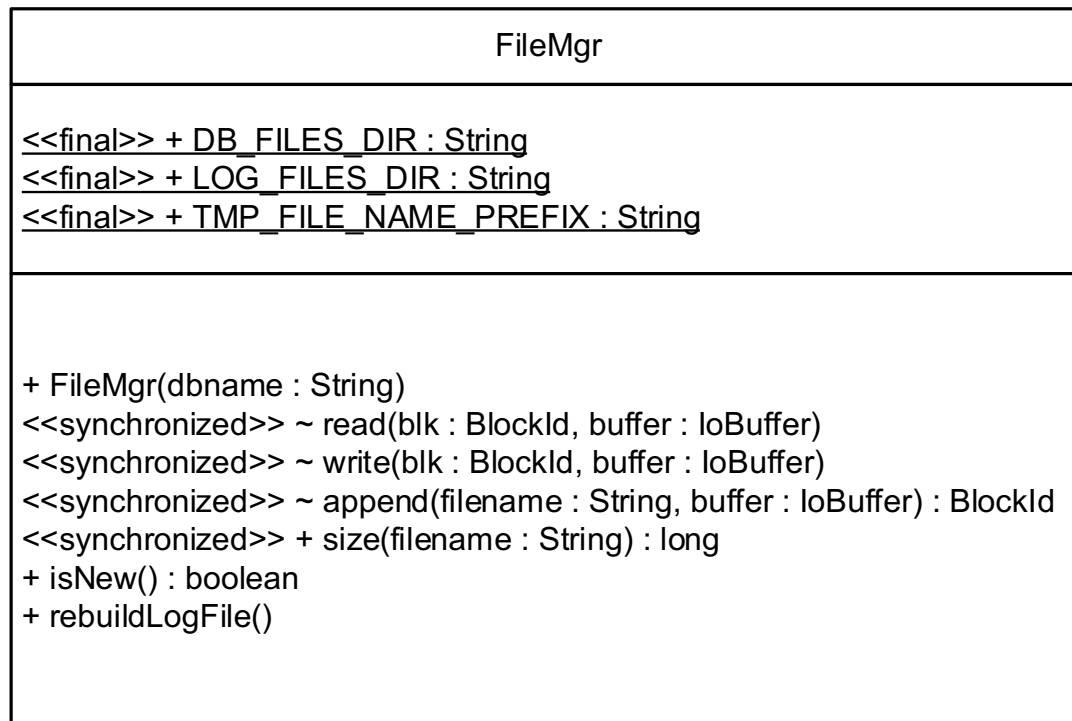 FileMgr
<<final>> + DB_FILES_DIR : String
<<final>> + LOG_FILES_DIR : String
<<final>> + TMP_FILE_NAME_PREFIX : String
+ FileMgr(dbname : String)
<<synchronized>> ~ read(blk : BlockId, buffer : IoBuffer)
<<synchronized>> ~ write(blk : BlockId, buffer : IoBuffer)
<<synchronized>> ~ append(filename : String, buffer : IoBuffer) : BlockId
<<synchronized>> + size(filename : String) : long
+ isNew() : boolean
+ rebuildLogFile()